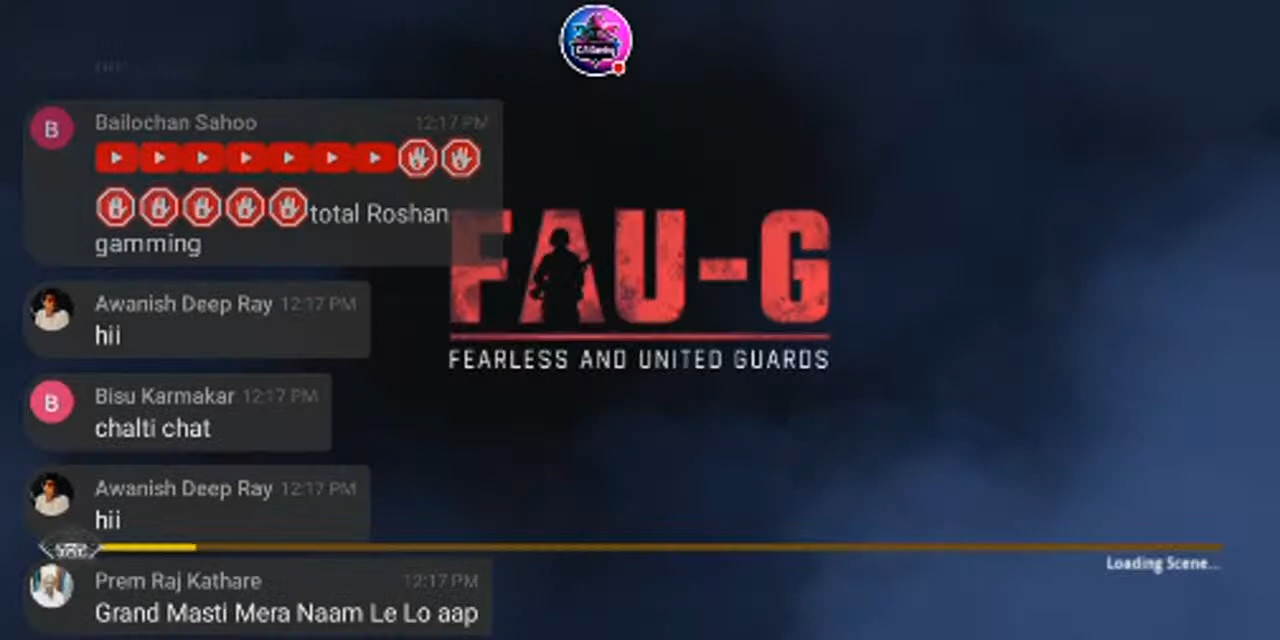 Bailochan Sahoo 12:17 PM
total Roshan
gamming
Awanish Deep Ray 12:17 PM
hii
Bisu Karmakar 12:17 PM
chalti chat
Awanish Deep Ray 12:17 PM
hii
Prem Raj Kathare 12:17 PM
Grand Masti Mera Naam Le Lo aap
FAU-G
FEARLESS AND UNITED GUARDS
Loading Scene...
B
B